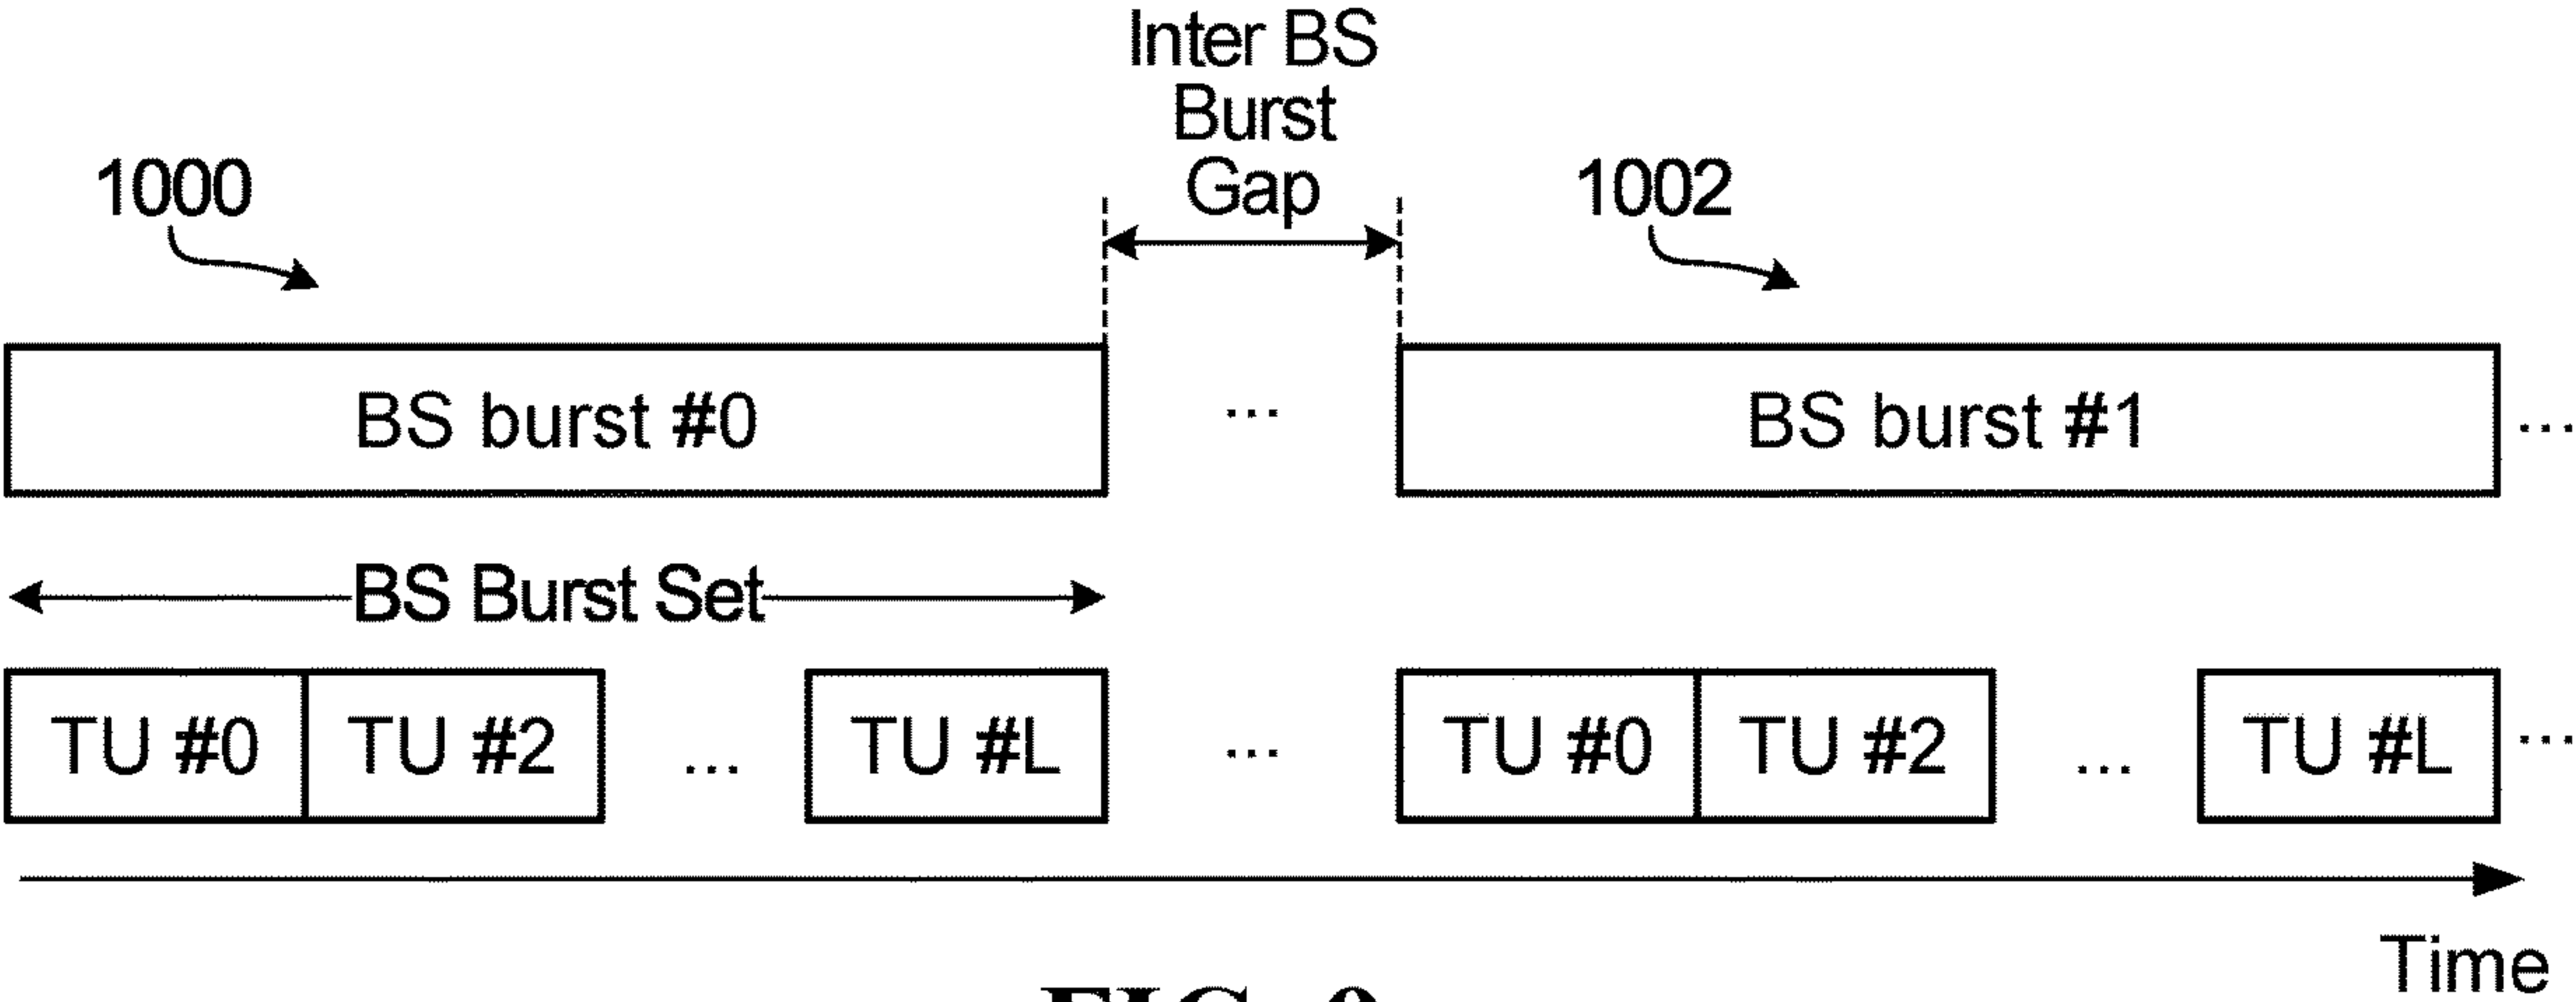 Inter BS
Burst
Gap
1000
1002
BS burst #0
...
BS burst #1
...
BS Burst Set
TU #0
TU #2
...
TU #L
...
TU #0
TU #2
...
TU #L
...
Time